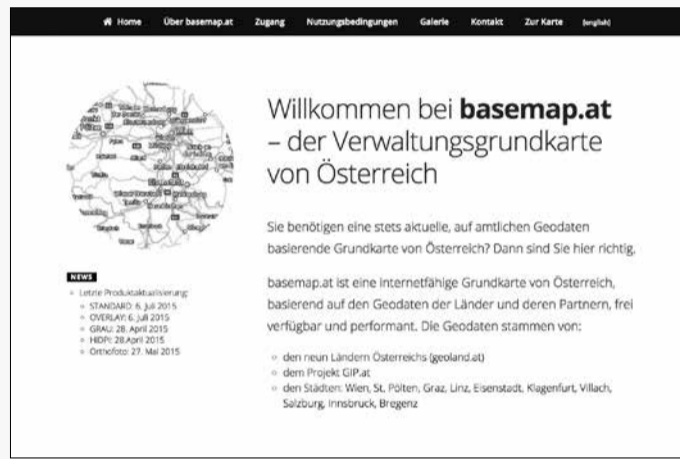 Home Über basemap.at Zugang Nutzungsbedingungen Galerie Kontakt Zur Karte [english]
Willkommen bei basemap.at
– der Verwaltungsgrundkarte
von Österreich
Sie benötigen eine stets aktuelle, auf amtlichen Geodaten
basierende Grundkarte von Österreich? Dann sind Sie hier richtig.
NEWS
Letzte Produktaktualisierung:
STANDARD: 6. Juli 2015
OVERLAY: 6. Juli 2015
GRAU: 28. April 2015
HIDPI: 28.April 2015
Orthofoto: 27. Mai 2015
basemap.at ist eine internetfähige Grundkarte von Österreich,
basierend auf den Geodaten der Länder und deren Partnern, frei
verfügbar und performant. Die Geodaten stammen von:
den neun Ländern Österreichs (geoland.at)
dem Projekt GIP.at
den Städten: Wien, St. Pölten, Graz, Linz, Eisenstadt, Klagenfurt, Villach,
Salzburg, Innsbruck, Bregenz